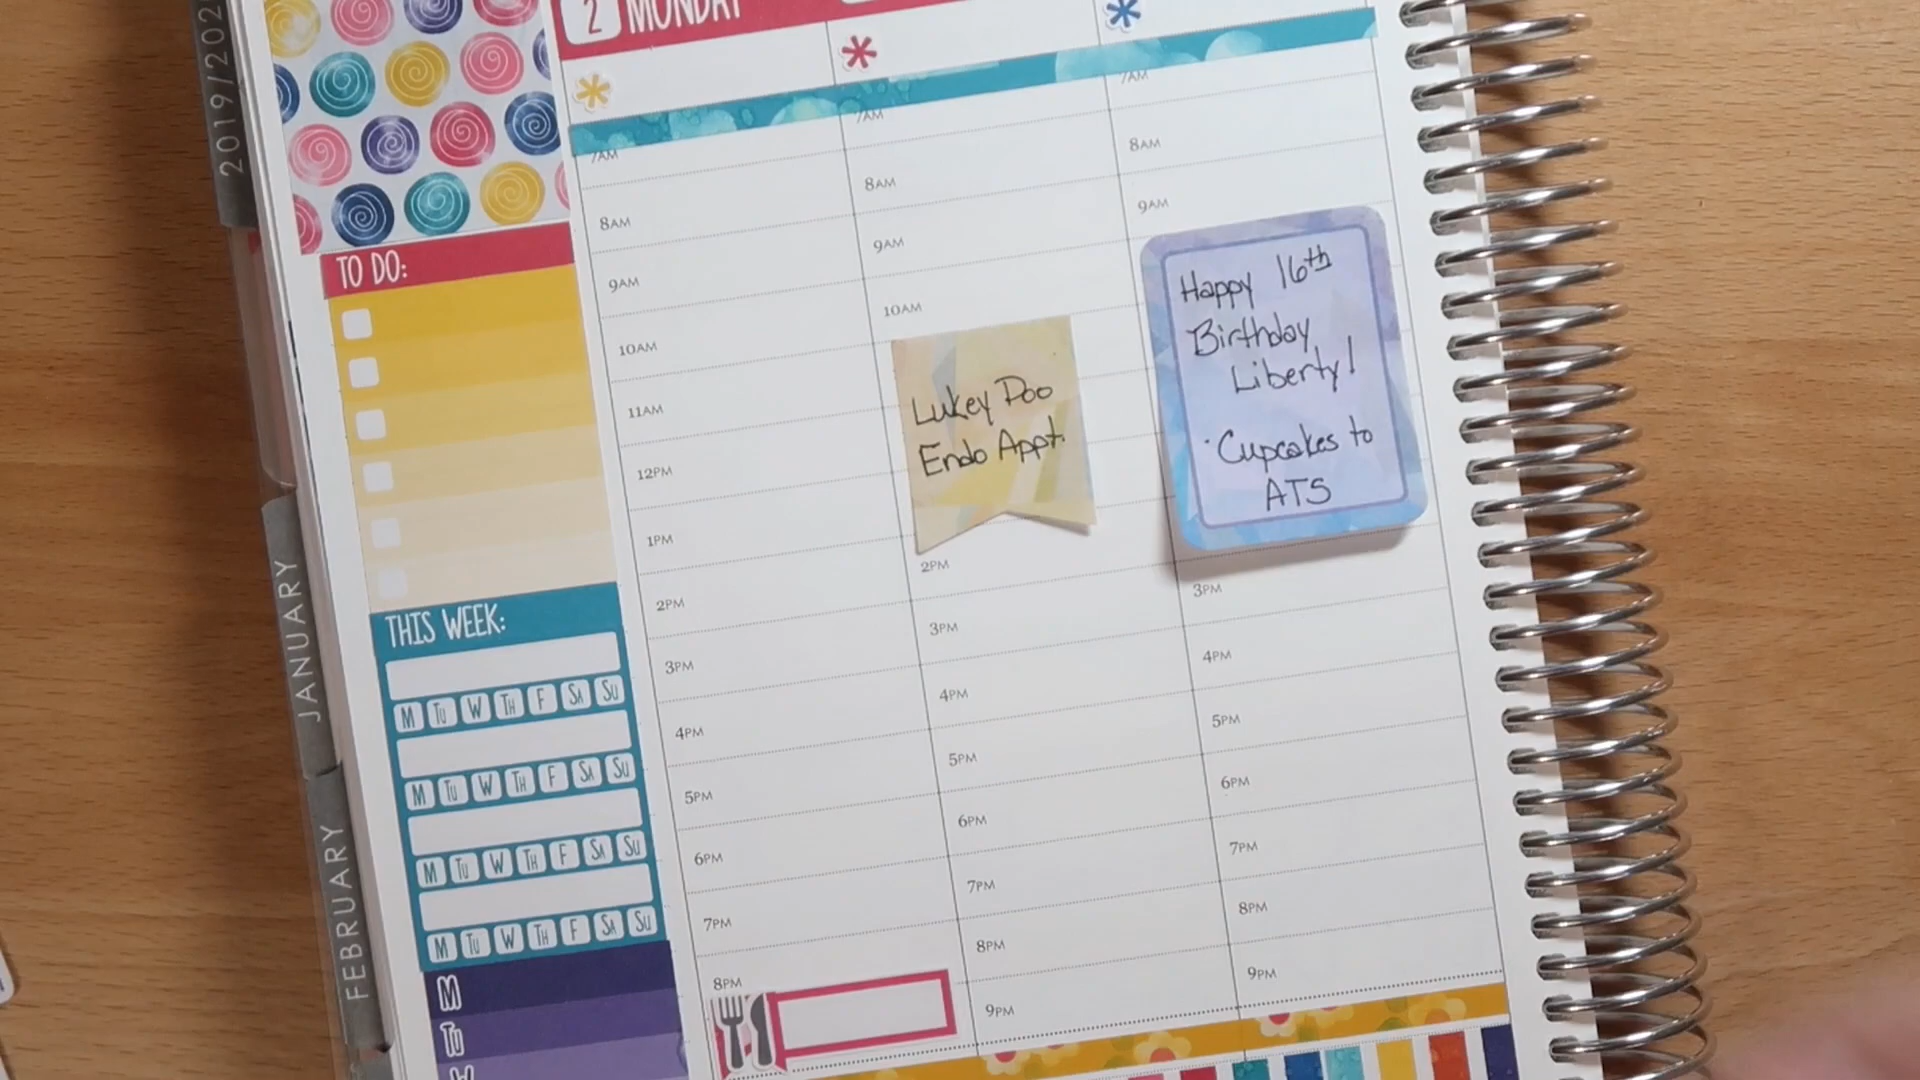 2019/202
JANUARY
FEBRUARY
2 MONDAY
TO DO:
THIS WEEK:
M Tu W Th F Sa Su
M Tu W Th F Sa Su
M Tu W Th F Sa Su
M Tu W Th F Sa Su
M
Tu
W
7AM
8AM
9AM
10AM
11AM
12PM
1PM
2PM
3PM
4PM
5PM
6PM
7PM
8PM
7AM
8AM
9AM
10AM
Lukey Doo
Endo Appt.
2PM
3PM
4PM
5PM
6PM
7PM
8PM
9PM
7AM
8AM
9AM
Happy 16th
Birthday
Liberty!
·Cupcakes to
ATS
3PM
4PM
5PM
6PM
7PM
8PM
9PM